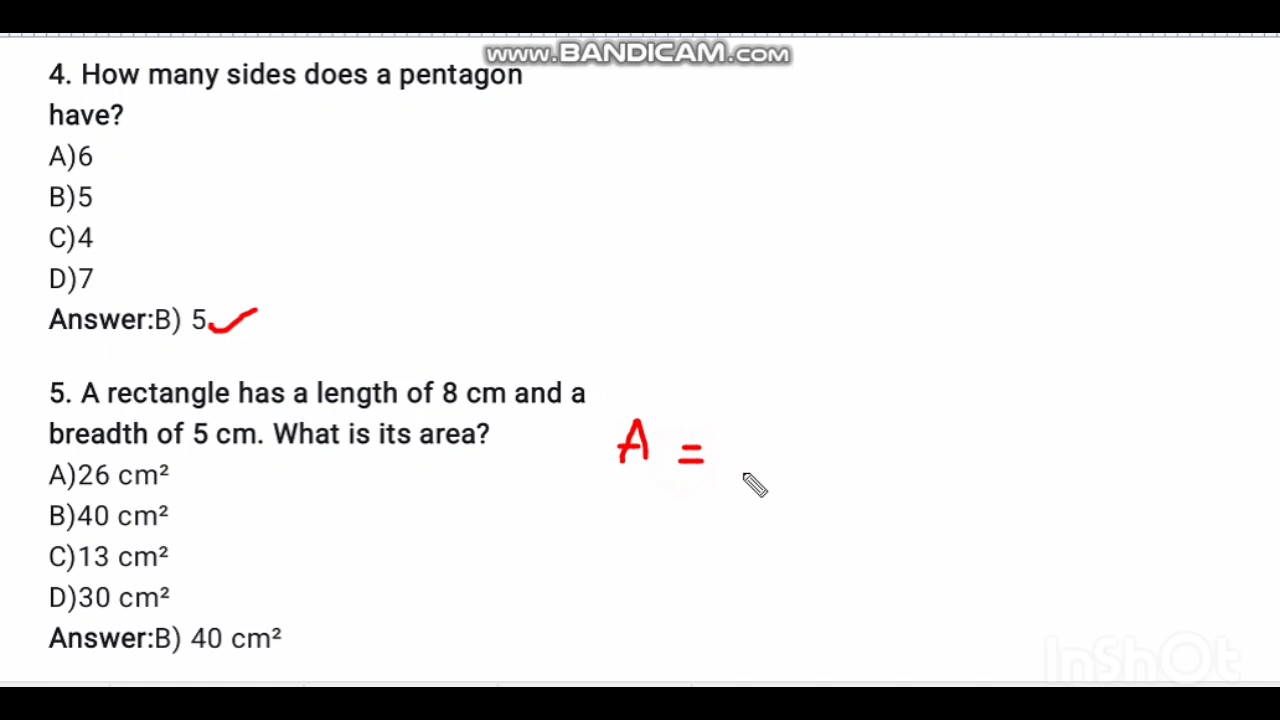 www.BANDICAM.com
4. How many sides does a pentagon
have?
A)6
B)5
C)4
D)7
Answer:B) 5
5. A rectangle has a length of 8 cm and a
breadth of 5 cm. What is its area?
A =
A)26 cm²
B)40 cm²
C)13 cm²
D)30 cm²
Answer:B) 40 cm²
InShOt